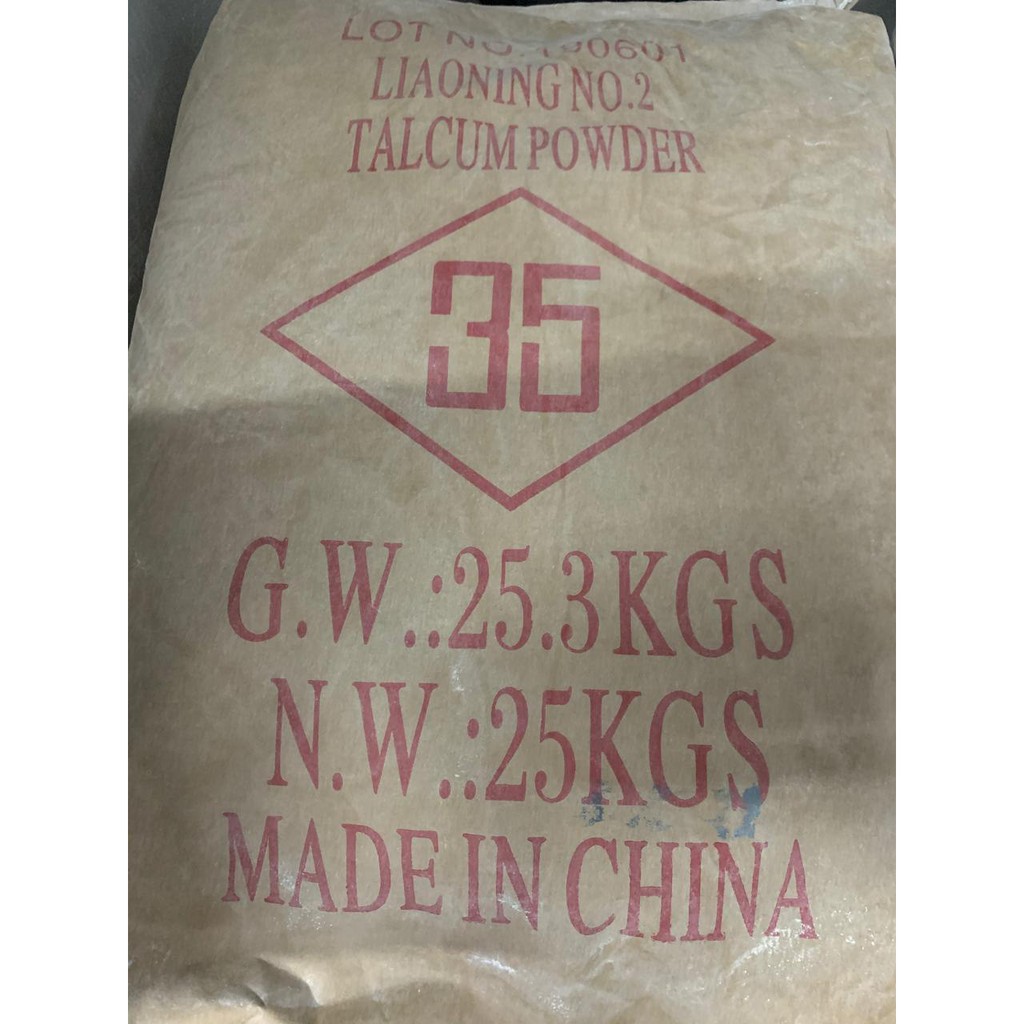 LOT NO.190601
LIAONING NO.2
TALCUM POWDER
35
G.W.:25.3KGS
N.W.:25KGS
MADE IN CHINA